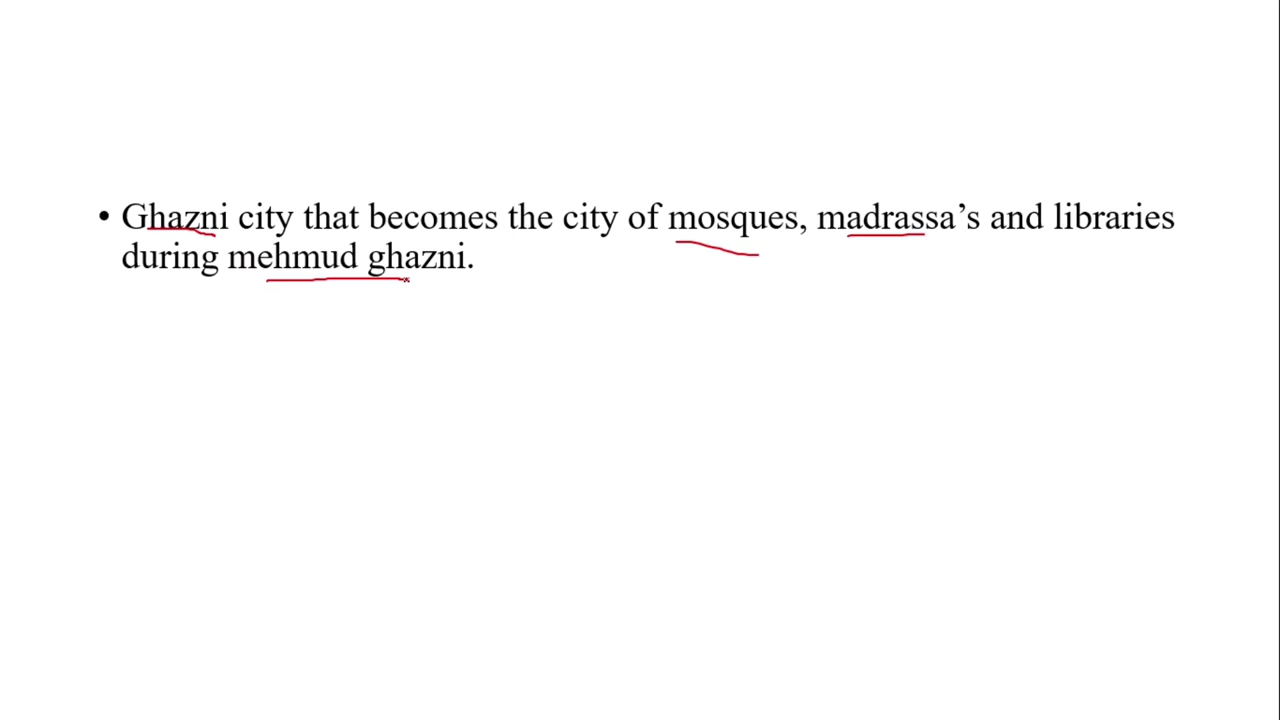 • Ghazni city that becomes the city of mosques, madrassa’s and libraries
during mehmud ghazni.